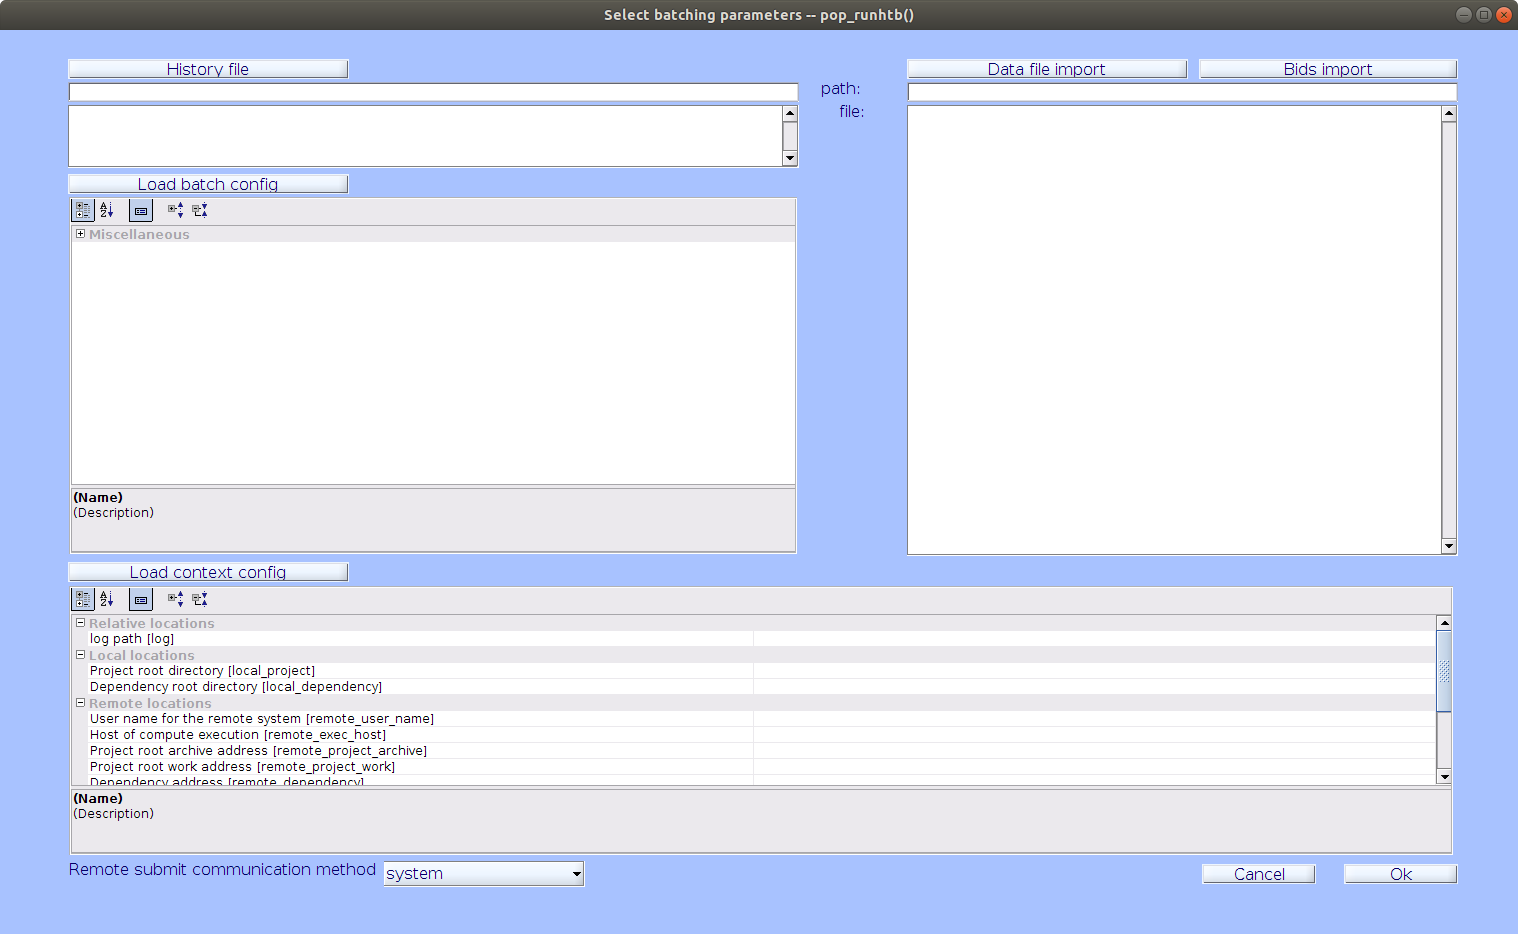 Select batching parameters -- pop_runhtb()
History file
Data file import
Bids import
path:
file:
Load batch config
Miscellaneous
(Name)
(Description)
Load context config
Relative locations
log path [log]
Local locations
Project root directory [local_project]
Dependency root directory [local_dependency]
Remote locations
User name for the remote system [remote_user_name]
Host of compute execution [remote_exec_host]
Project root archive address [remote_project_archive]
Project root work address [remote_project_work]
Dependency address [remote_dependency]
(Name)
(Description)
Remote submit communication method
system
Cancel
Ok